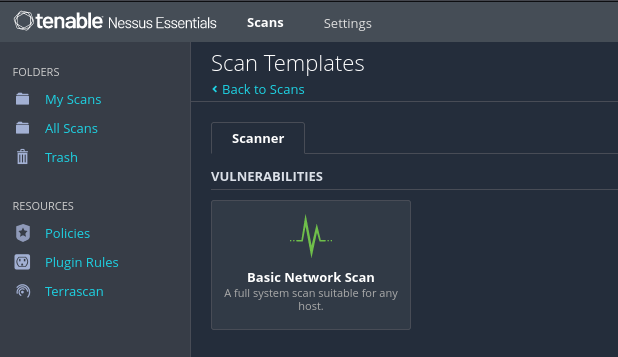 tenable Nessus Essentials Scans Settings
FOLDERS
My Scans
All Scans
Trash
RESOURCES
Policies
Plugin Rules
Terrascan
Scan Templates
Back to Scans
Scanner
VULNERABILITIES
Basic Network Scan
A full system scan suitable for any
host.